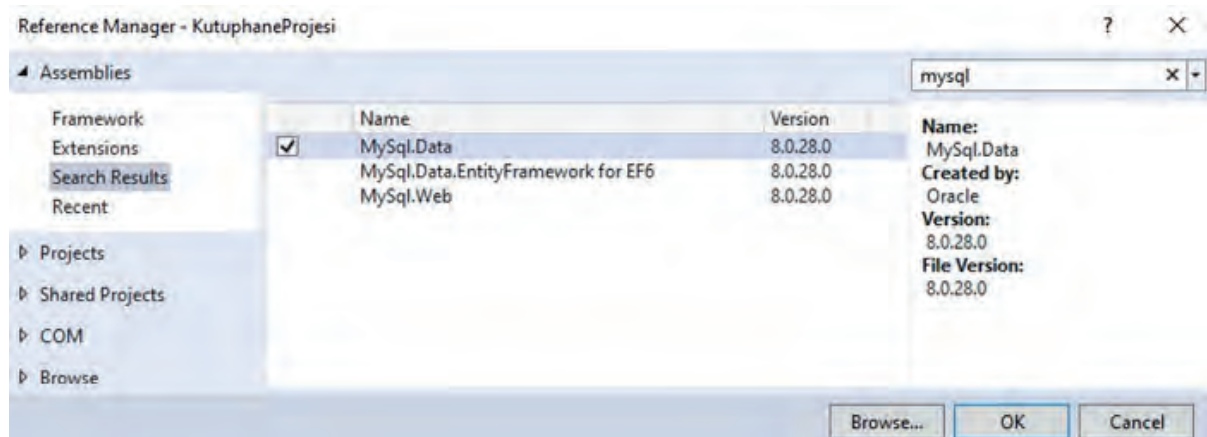 Reference Manager - KutuphaneProjesi
? ×
Assemblies
mysql × 
Framework
Extensions
Search Results
Recent
Projects
Shared Projects
COM
Browse
Name Version
MySql.Data 8.0.28.0
MySql.Data.EntityFramework for EF6 8.0.28.0
MySql.Web 8.0.28.0
Name:
MySql.Data
Created by:
Oracle
Version:
8.0.28.0
File Version:
8.0.28.0
Browse... OK Cancel